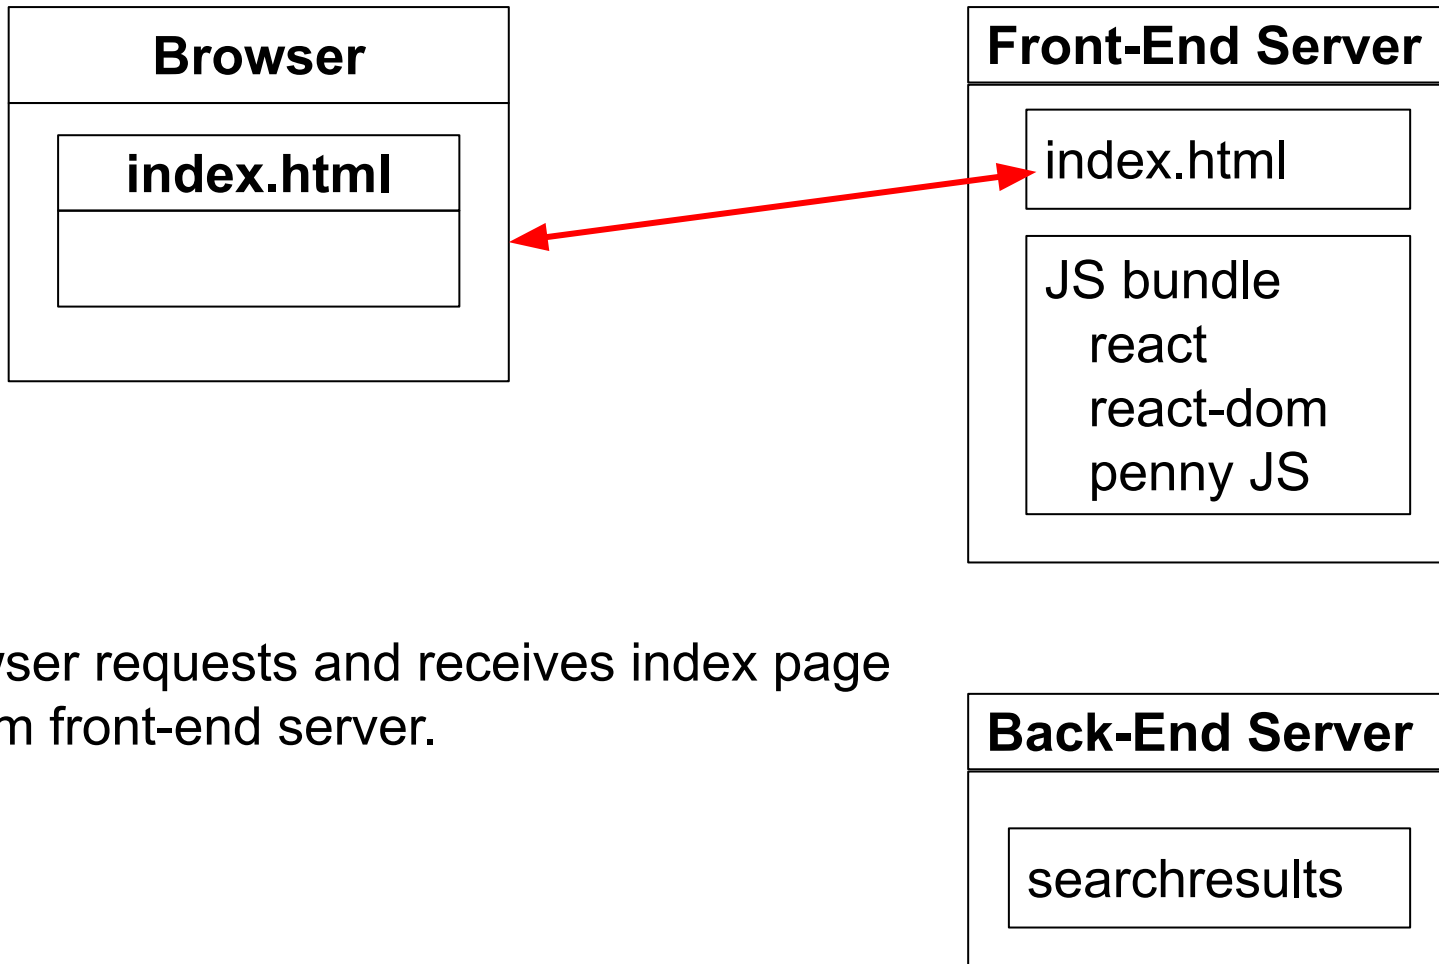 Browser
index.html
Front-End Server
index.html
JS bundle
react
react-dom
penny JS
requests and receives index page
front-end server.
Back-End Server
searchresults